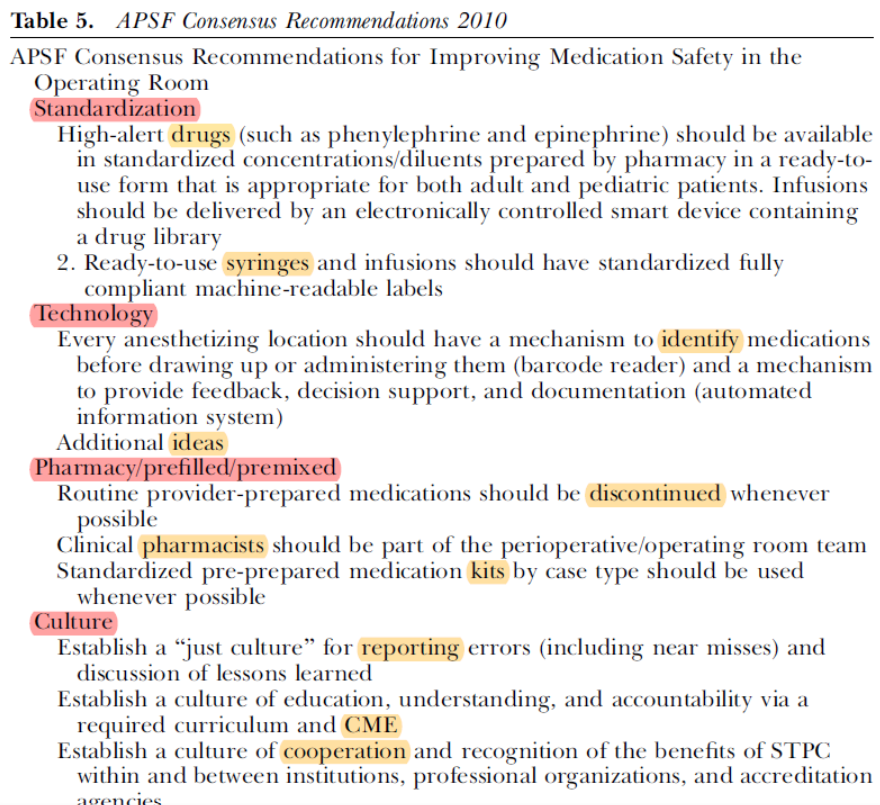 Table 5. APSF Consensus Recommendations 2010
APSF Consensus Recommendations for Improving Medication Safety in the
Operating Room
Standardization
High-alert drugs (such as phenylephrine and epinephrine) should be available
in standardized concentrations/diluents prepared by pharmacy in a ready-to-
use form that is appropriate for both adult and pediatric patients. Infusions
should be delivered by an electronically controlled smart device containing
a drug library
2. Ready-to-use syringes and infusions should have standardized fully
compliant machine-readable labels
Technology
Every anesthetizing location should have a mechanism to identify medications
before drawing up or administering them (barcode reader) and a mechanism
to provide feedback, decision support, and documentation (automated
information system)
Additional ideas
Pharmacy/prefilled/premixed
Routine provider-prepared medications should be discontinued whenever
possible
Clinical pharmacists should be part of the perioperative/operating room team
Standardized pre-prepared medication kits by case type should be used
whenever possible
Culture
Establish a “just culture” for reporting errors (including near misses) and
discussion of lessons learned
Establish a culture of education, understanding, and accountability via a
required curriculum and CME
Establish a culture of cooperation and recognition of the benefits of STPC
within and between institutions, professional organizations, and accreditation
agencies